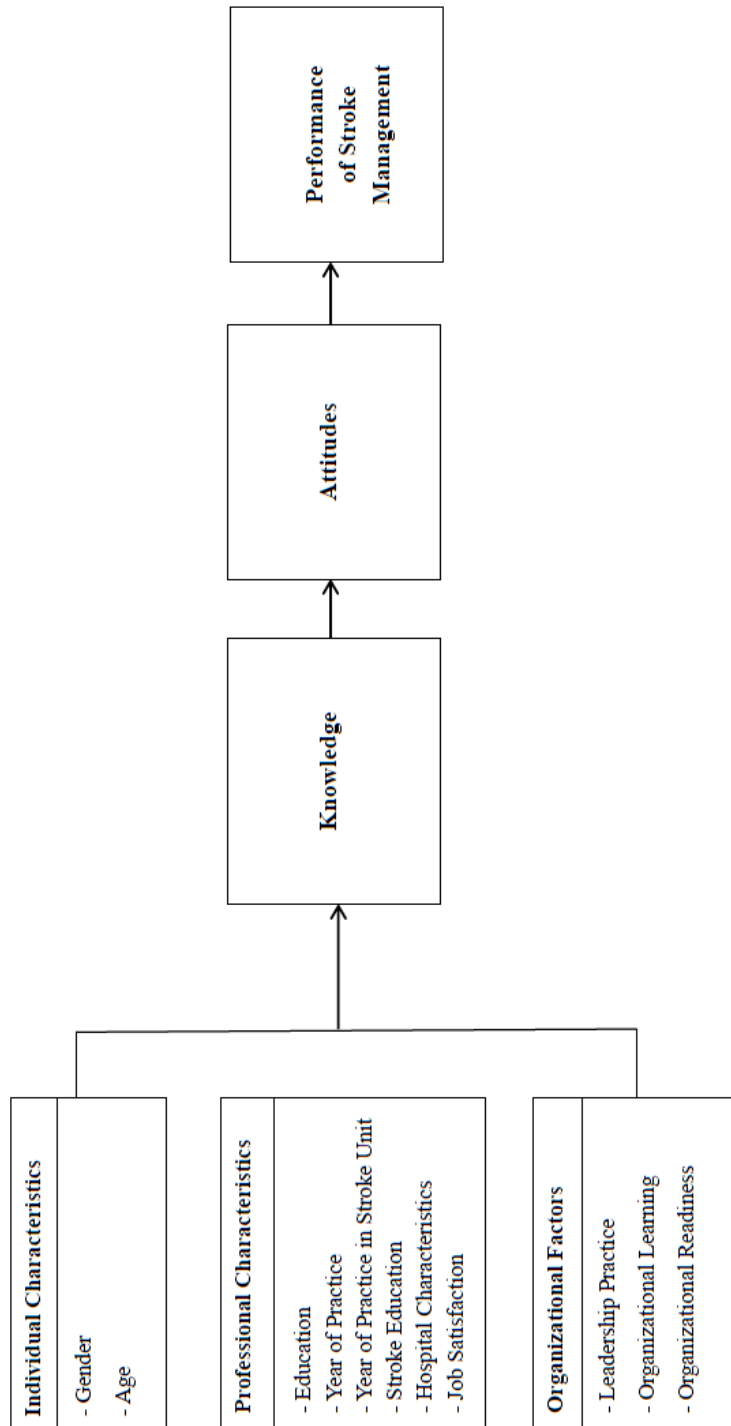 Individual Characteristics
- Gender
- Age
Professional Characteristics
- Education
- Year of Practice
- Year of Practice in Stroke Unit
- Stroke Education
- Hospital Characteristics
- Job Satisfaction
Organizational Factors
- Leadership Practice
- Organizational Learning
- Organizational Readiness
Knowledge
Attitudes
Performance
of Stroke
Management